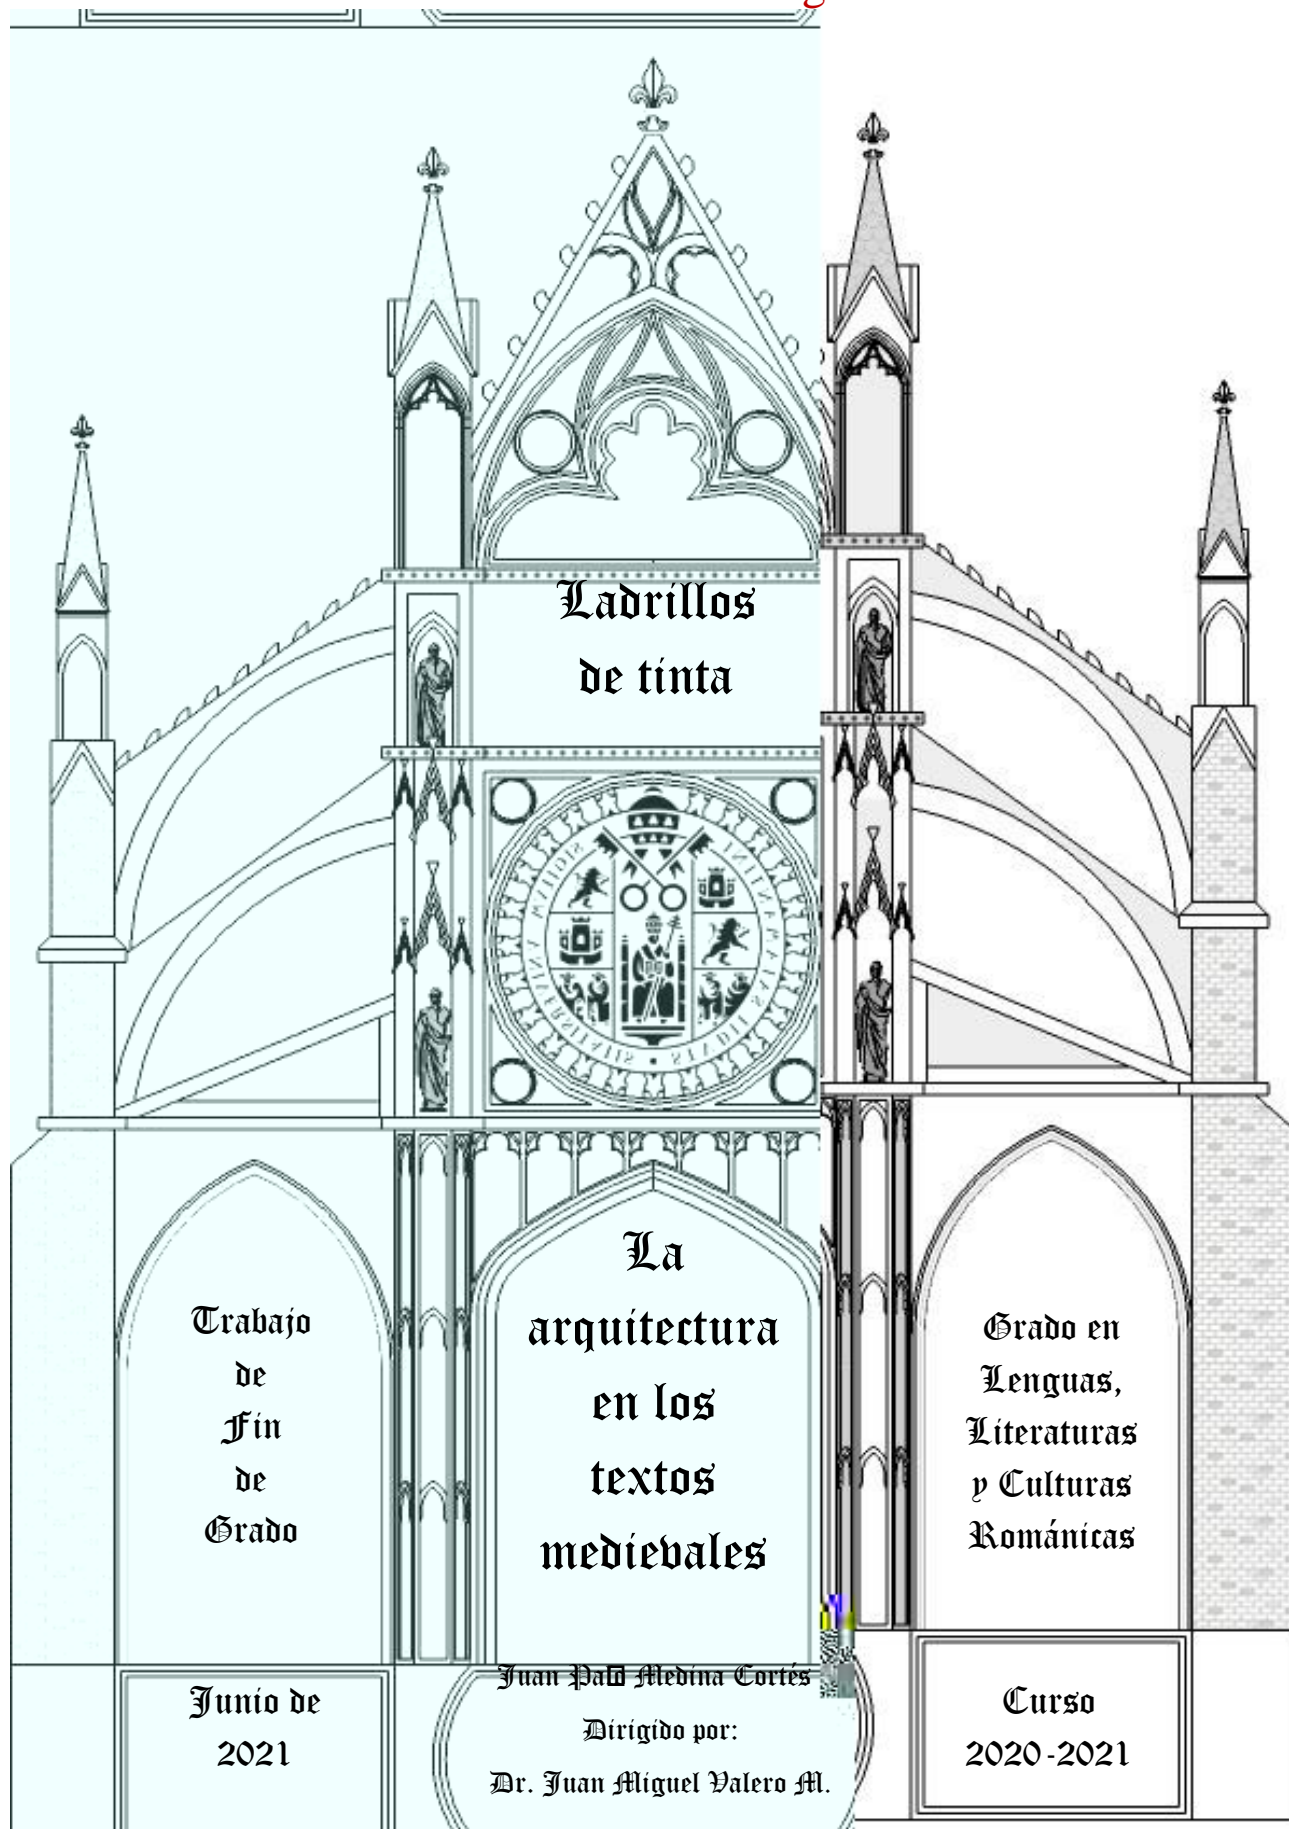 Ladrillos
de tinta
La
arquitectura
en los
textos
medievales
Trabajo
de
Fin
de
Grado
Grado en
Lenguas,
Literaturas
y Culturas
Románicas
Juan Medina Cortés
Dirigido por:
Dr. Juan Miguel Valero M.
Junio de
2021
Curso
2020-2021